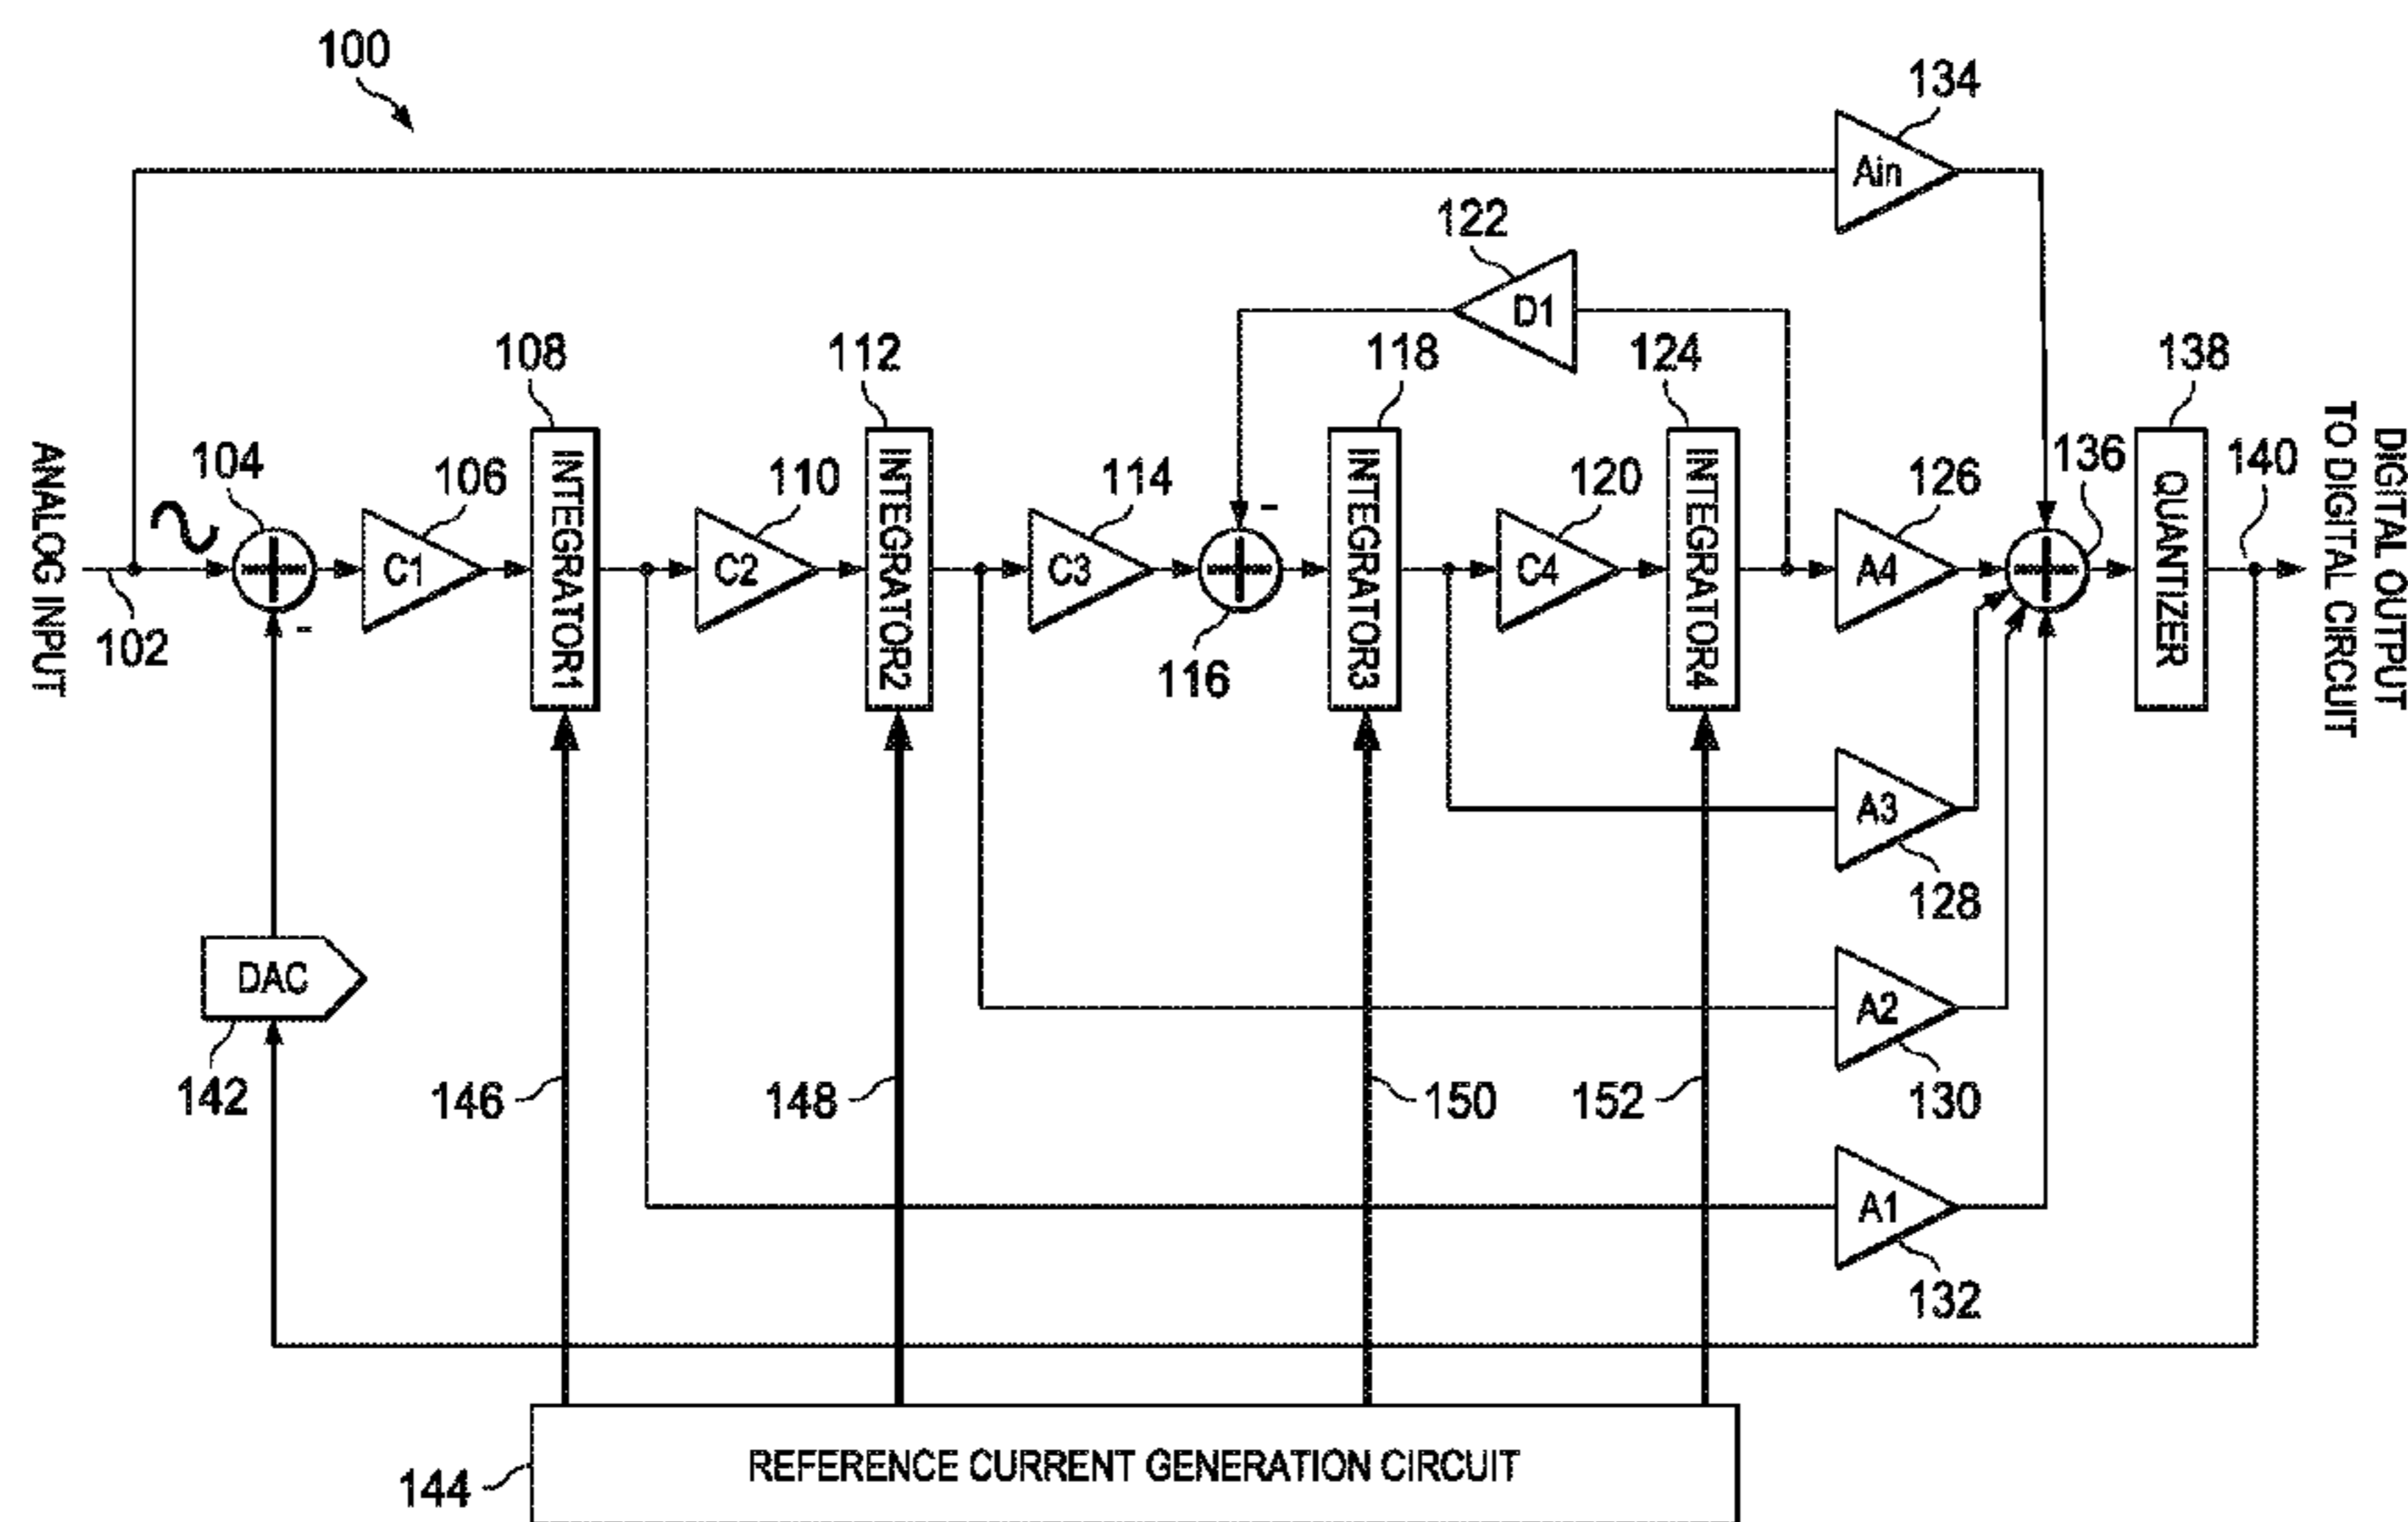 100
134
Ain
122
D1
108
112
118
124
138
ANALOG INPUT
104
106
110
114
120
126
136
140
DIGITAL OUTPUT
TO DIGITAL CIRCUIT
102
C1
INTEGRATOR1
C2
INTEGRATOR2
C3
-
-
116
INTEGRATOR3
C4
INTEGRATOR4
A4
QUANTIZER
A3
128
DAC
142
A2
130
146
148
150
152
A1
132
144
REFERENCE CURRENT GENERATION CIRCUIT